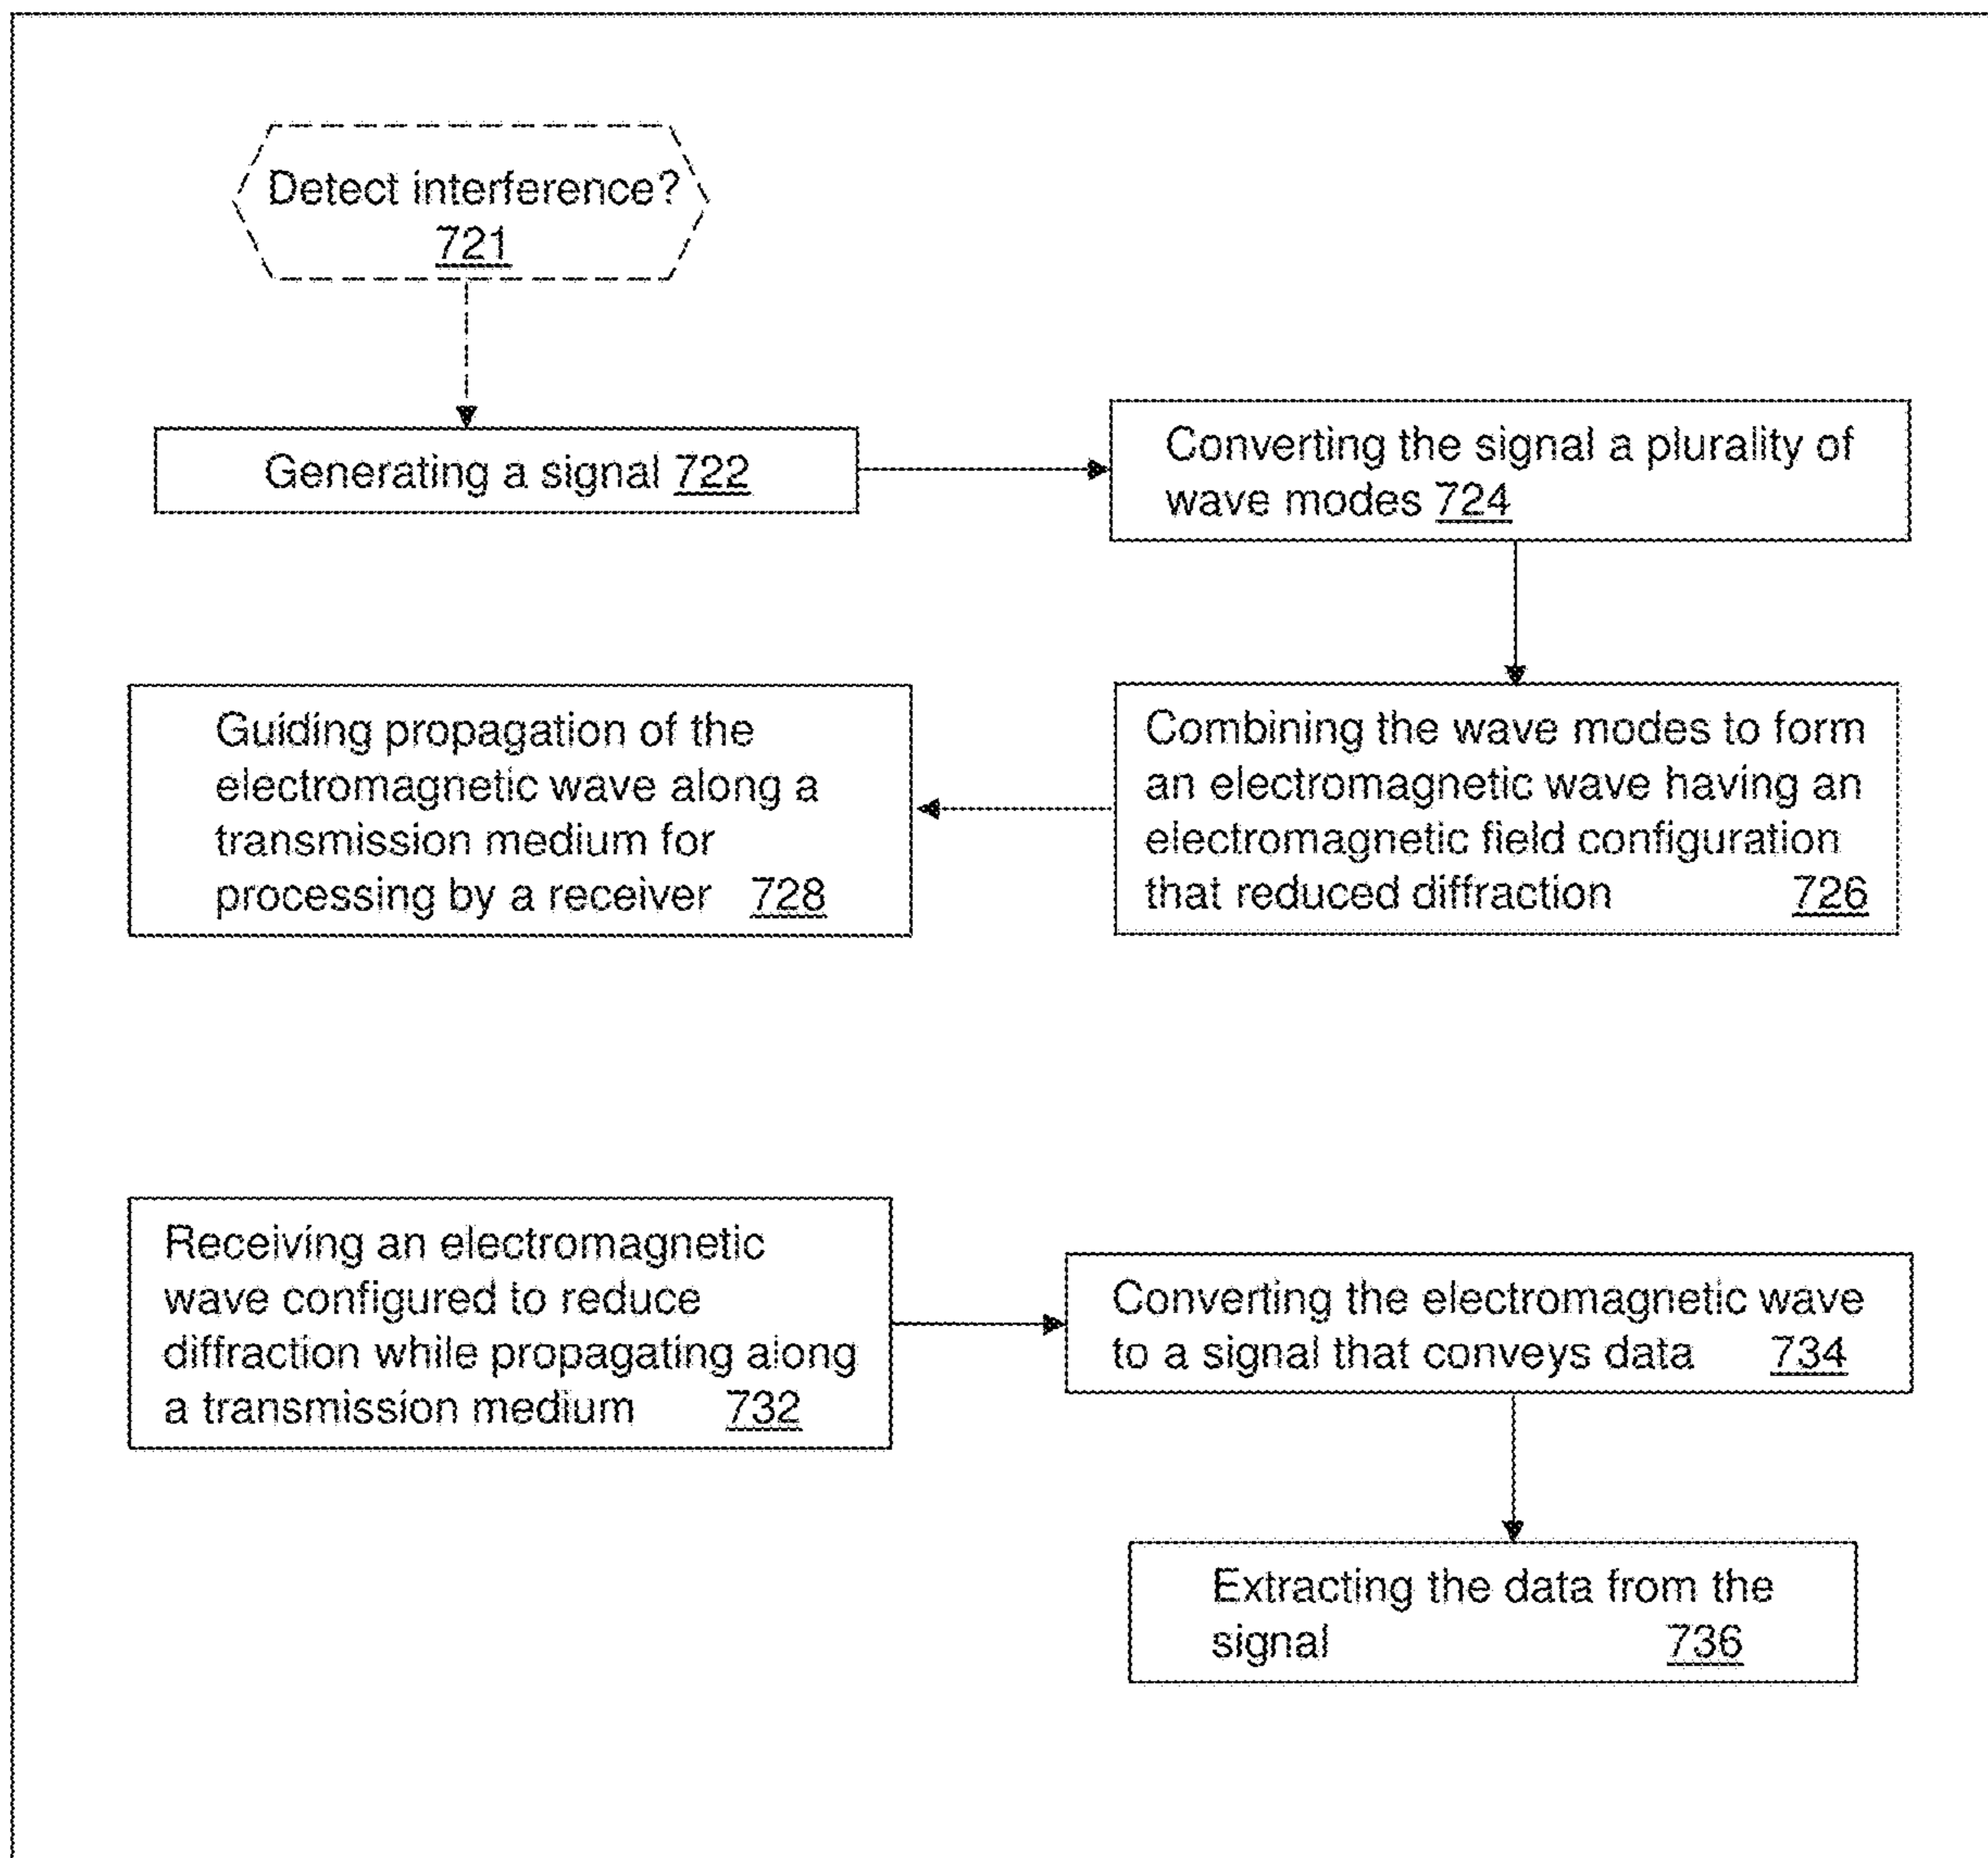 Detect interference?
721
Generating a signal 722
Converting the signal a plurality of
wave modes 724
Combining the wave modes to form
an electromagnetic wave having an
electromagnetic field configuration
that reduced diffraction 726
Guiding propagation of the
electromagnetic wave along a
transmission medium for
processing by a receiver 728
Receiving an electromagnetic
wave configured to reduce
diffraction while propagating along
a transmission medium 732
Converting the electromagnetic wave
to a signal that conveys data 734
Extracting the data from the
signal 736